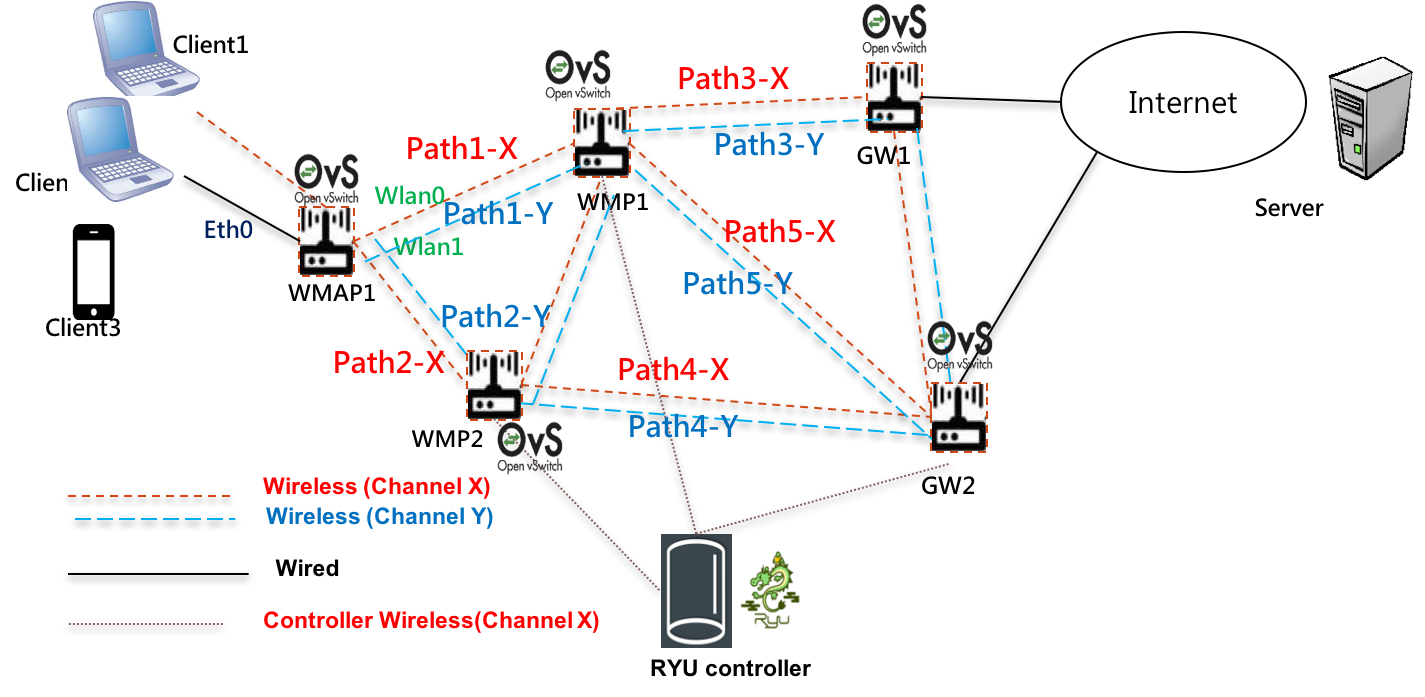 Client1
OvS
Open vSwitch
OvS
Open vSwitch
Path3-X
Internet
Path3-Y
GW1
Path1-X
OvS
Open vSwitch
Clien
Wlan0
WMP1
Path1-Y
Server
Eth0
Wlan1
Path5-X
WMAP1
Path5-Y
Client3
Path2-Y
OvS
Open vSwitch
Path2-X
Path4-X
Path4-Y
WMP2
OvS
Open vSwitch
GW2
Wireless (Channel X)
Wireless (Channel Y)
Wired
Controller Wireless(Channel X)
RYU
RYU controller